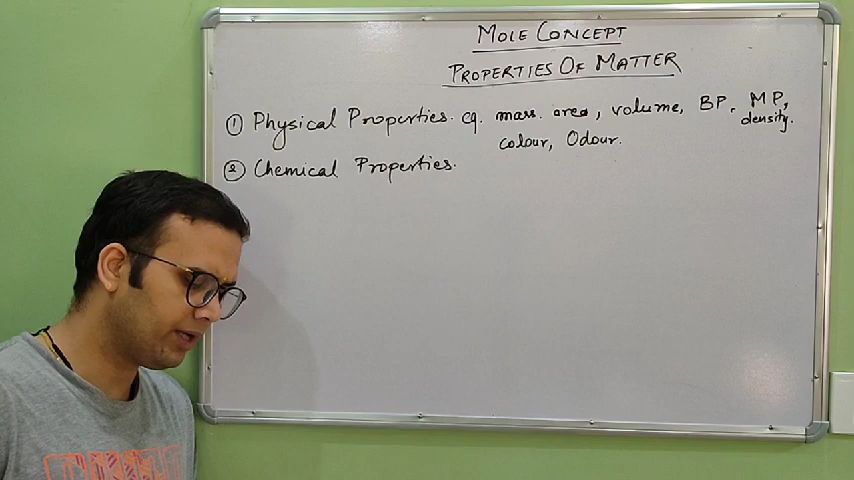 MOLE CONCEPT
PROPERTIES OF MATTER
① Physical Properties. eg. mass. area, volume, BP. MP,
density.
colour, Odour.
② Chemical Properties.